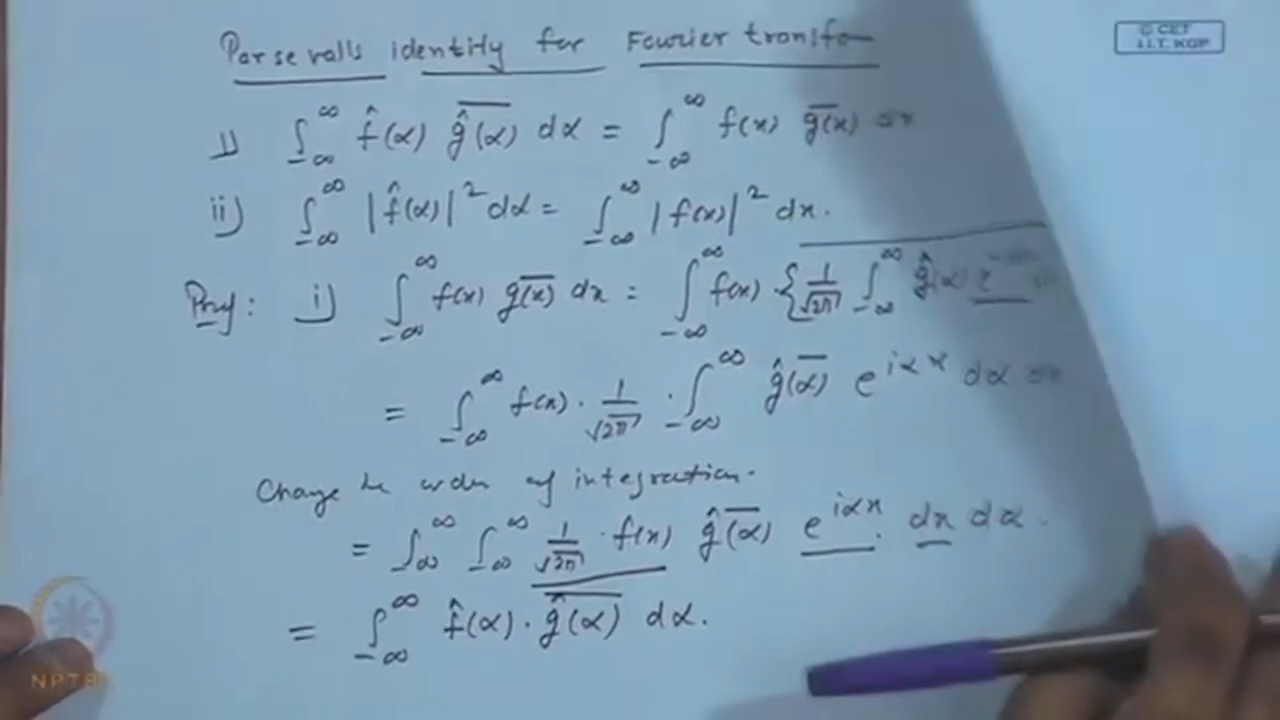 Parsevalls identity for Fourier transfo
© CET
I.I.T. KGP
i) ∫_{-∞}^{∞} f̂(α) \overline{ĝ(α)} dα = ∫_{-∞}^{∞} f(x) \overline{g(x)} dx
ii) ∫_{-∞}^{∞} |f̂(α)|² dα = ∫_{-∞}^{∞} |f(x)|² dx.
Proof: i) ∫_{-∞}^{∞} f(x) \overline{g(x)} dx = ∫_{-∞}^{∞} f(x) · \overline{{ 1/√2π ∫_{-∞}^{∞} ĝ(α) e
= ∫_{-∞}^{∞} f(x) · 1/√2π · ∫_{-∞}^{∞} \overline{ĝ(α)} e^{iαx} dα dx
Change the order of integration.
= ∫_{∞}^{∞} ∫_{-∞}^{∞} 1/√2π · f(x) \overline{ĝ(α)} e^{iαx} · dx dα.
= ∫_{-∞}^{∞} f̂(α) · \overline{ĝ(α)} dα.
NPTEL